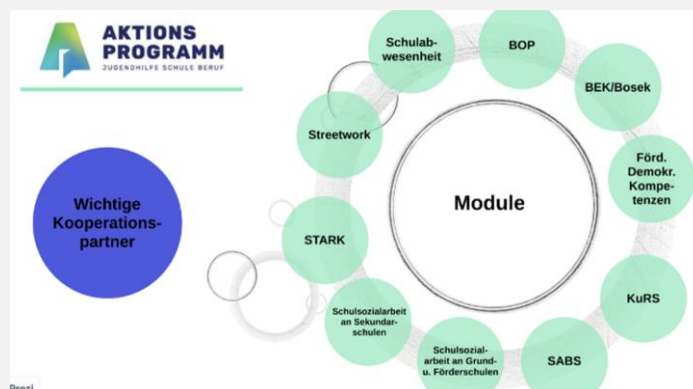 AKTIONS
PROGRAMM
JUGENDHILFE SCHULE BERUF
Wichtige
Kooperations-
partner
Module
Schulab-
wesenheit
BOP
BEK/Bosek
Förd.
Demokr.
Kompe-
tenzen
KuRS
SABS
Schulsozial-
arbeit an Grund-
u. Förderschulen
Schulsozialarbeit
an Sekundar-
schulen
STARK
Streetwork
Prezi